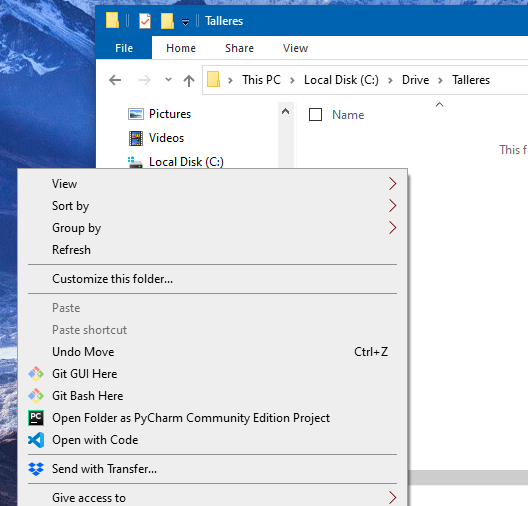 Talleres
File Home Share View
This PC Local Disk (C:) Drive Talleres
Pictures
Name
Videos
This f
Local Disk (C:)
View
Sort by
Group by
Refresh
Customize this folder...
Paste
Paste shortcut
Undo Move Ctrl+Z
Git GUI Here
Git Bash Here
PC Open Folder as PyCharm Community Edition Project
Open with Code
Send with Transfer...
Give access to